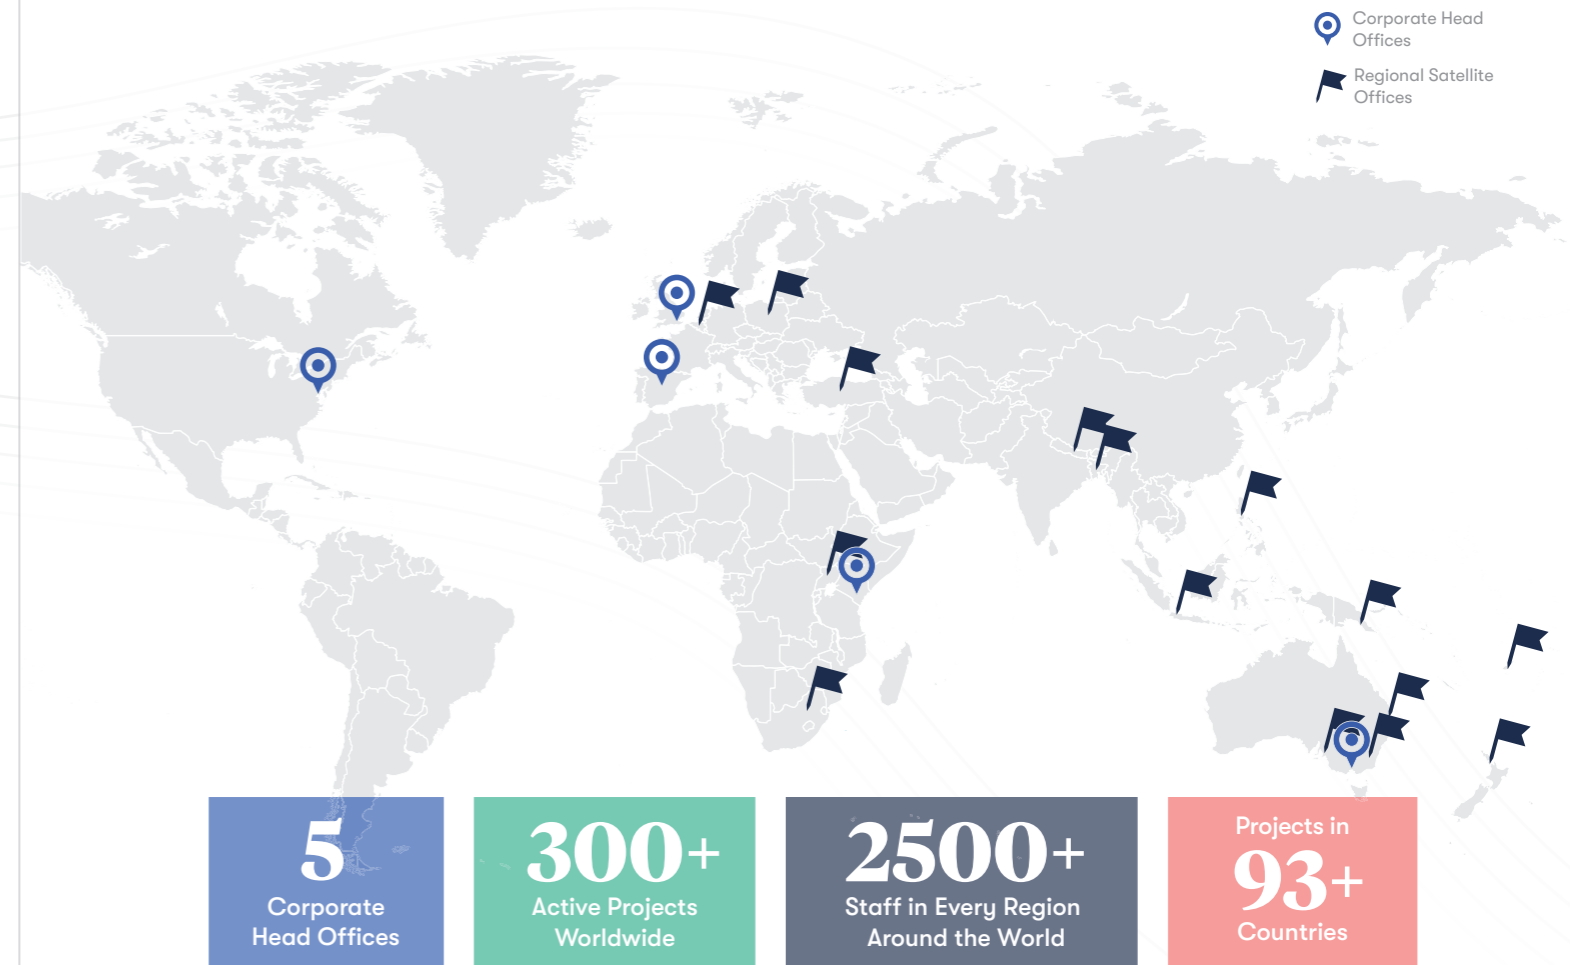 Corporate Head
Offices
Regional Satellite
Offices
5
Corporate
Head Offices
300+
Active Projects
Worldwide
2500+
Staff in Every Region
Around the World
Projects in
93+
Countries